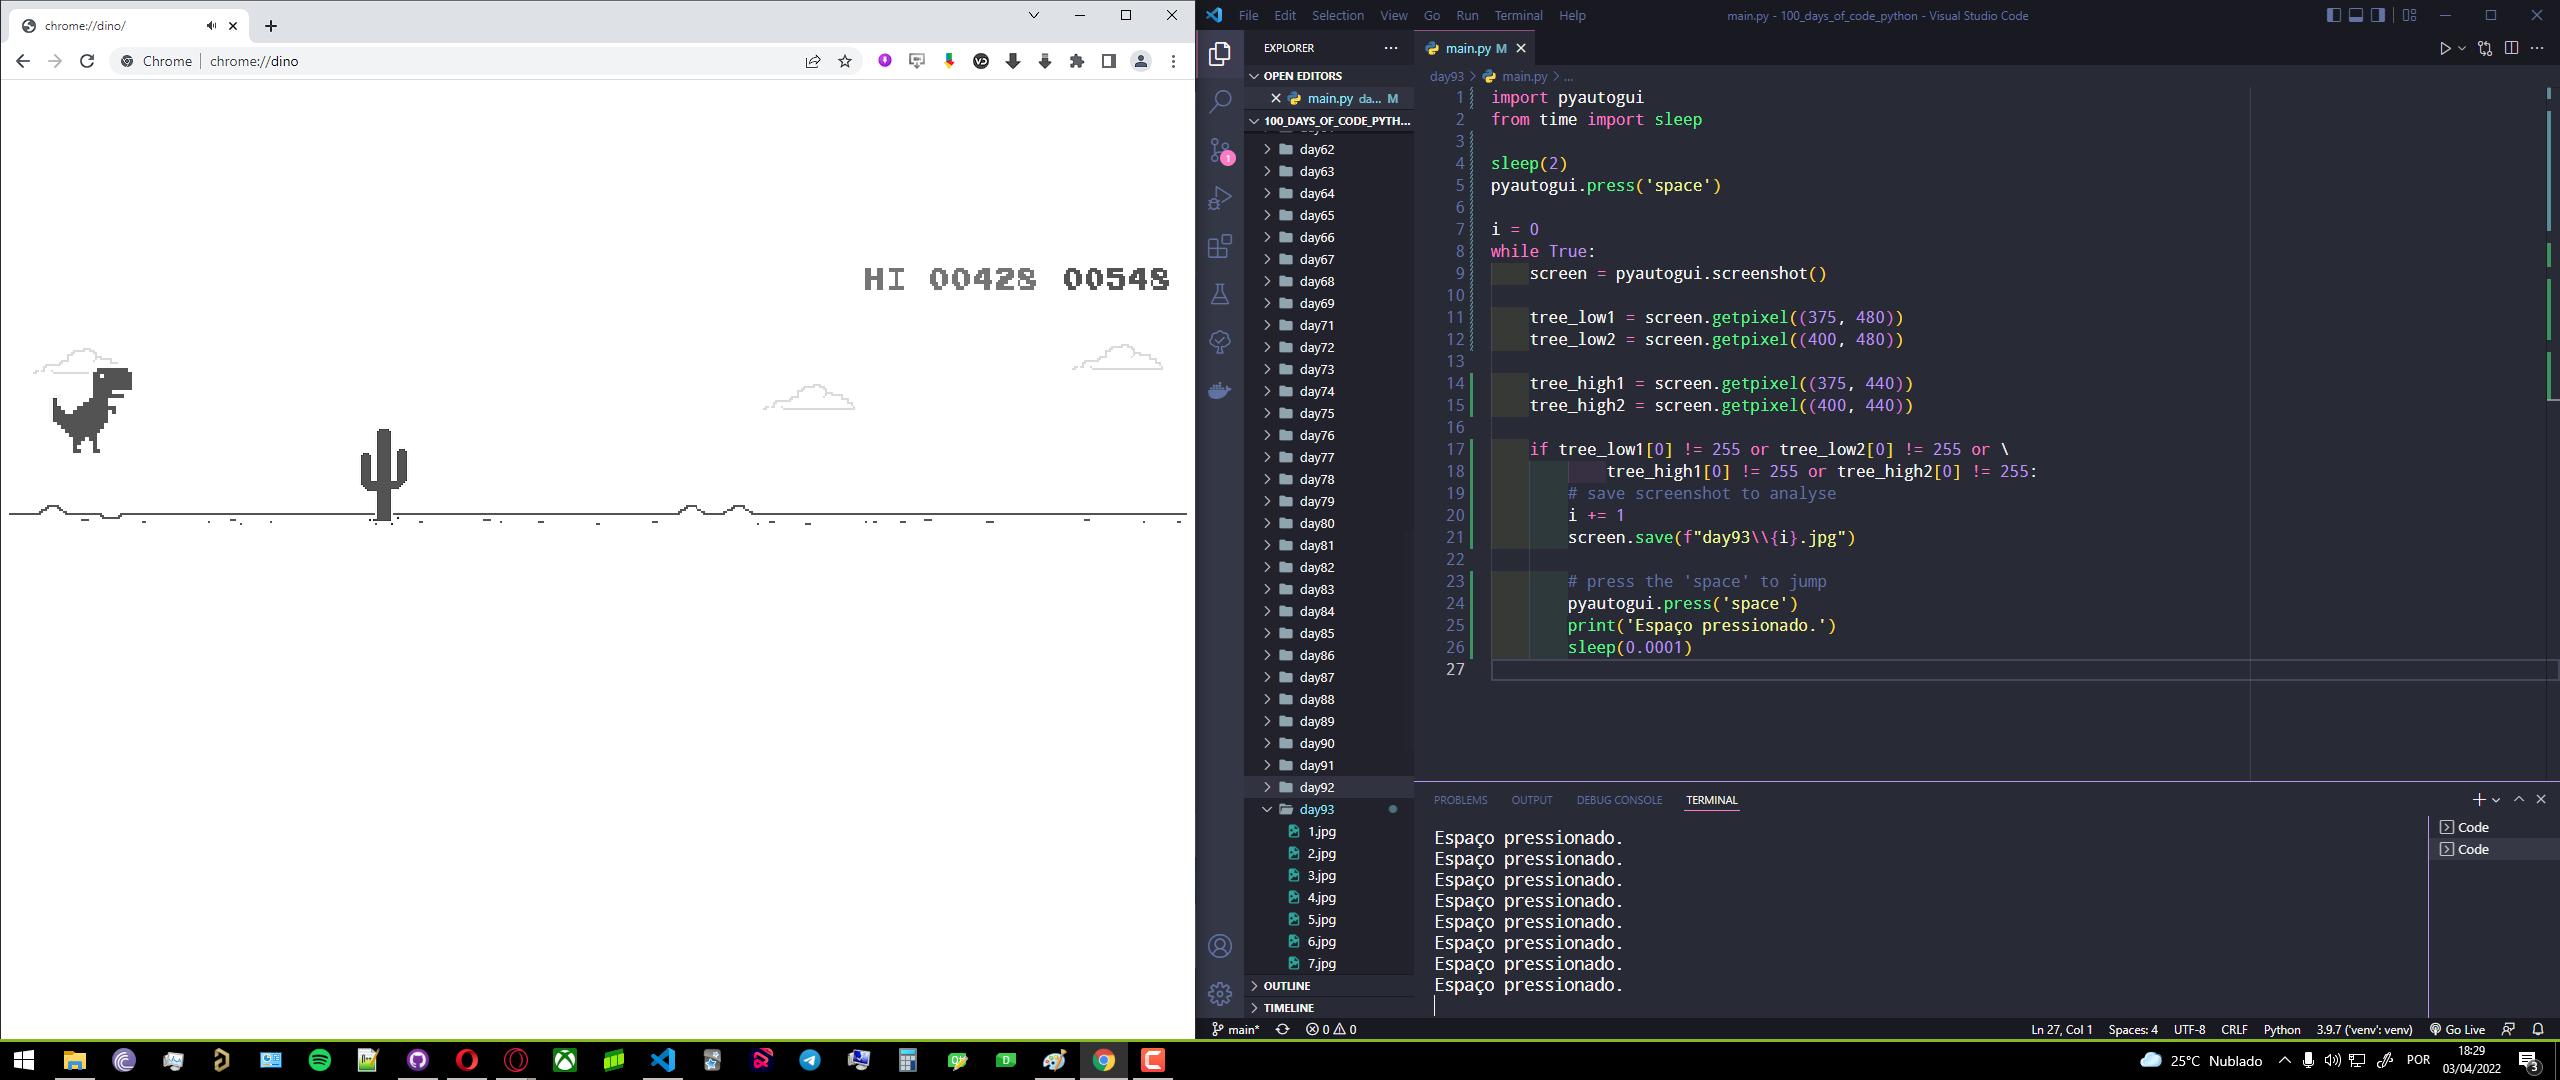 chrome://dino/
Chrome | chrome://dino
HI 00428 00548
File Edit Selection View Go Run Terminal Help
main.py - 100_days_of_code_python - Visual Studio Code
EXPLORER
OPEN EDITORS
main.py da... M
100_DAYS_OF_CODE_PYTH...
day62
day63
day64
day65
day66
day67
day68
day69
day71
day72
day73
day74
day75
day76
day77
day78
day79
day80
day81
day82
day83
day84
day85
day86
day87
day88
day89
day90
day91
day92
day93
1.jpg
2.jpg
3.jpg
4.jpg
5.jpg
6.jpg
7.jpg
OUTLINE
TIMELINE
1
main.py M
day93 > main.py > ...
1 import pyautogui
2 from time import sleep
3
4 sleep(2)
5 pyautogui.press('space')
6
7 i = 0
8 while True:
9 screen = pyautogui.screenshot()
10
11 tree_low1 = screen.getpixel((375, 480))
12 tree_low2 = screen.getpixel((400, 480))
13
14 tree_high1 = screen.getpixel((375, 440))
15 tree_high2 = screen.getpixel((400, 440))
16
17 if tree_low1[0] != 255 or tree_low2[0] != 255 or \
18 tree_high1[0] != 255 or tree_high2[0] != 255:
19 # save screenshot to analyse
20 i += 1
21 screen.save(f"day93\\{i}.jpg")
22
23 # press the 'space' to jump
24 pyautogui.press('space')
25 print('Espaço pressionado.')
26 sleep(0.0001)
27
PROBLEMS OUTPUT DEBUG CONSOLE TERMINAL
Espaço pressionado.
Espaço pressionado.
Espaço pressionado.
Espaço pressionado.
Espaço pressionado.
Espaço pressionado.
Espaço pressionado.
Espaço pressionado.
Code
Code
main* 0 0
Ln 27, Col 1 Spaces: 4 UTF-8 CRLF Python 3.9.7 ('venv': venv) Go Live
25°C Nublado
POR
18:29
03/04/2022
3